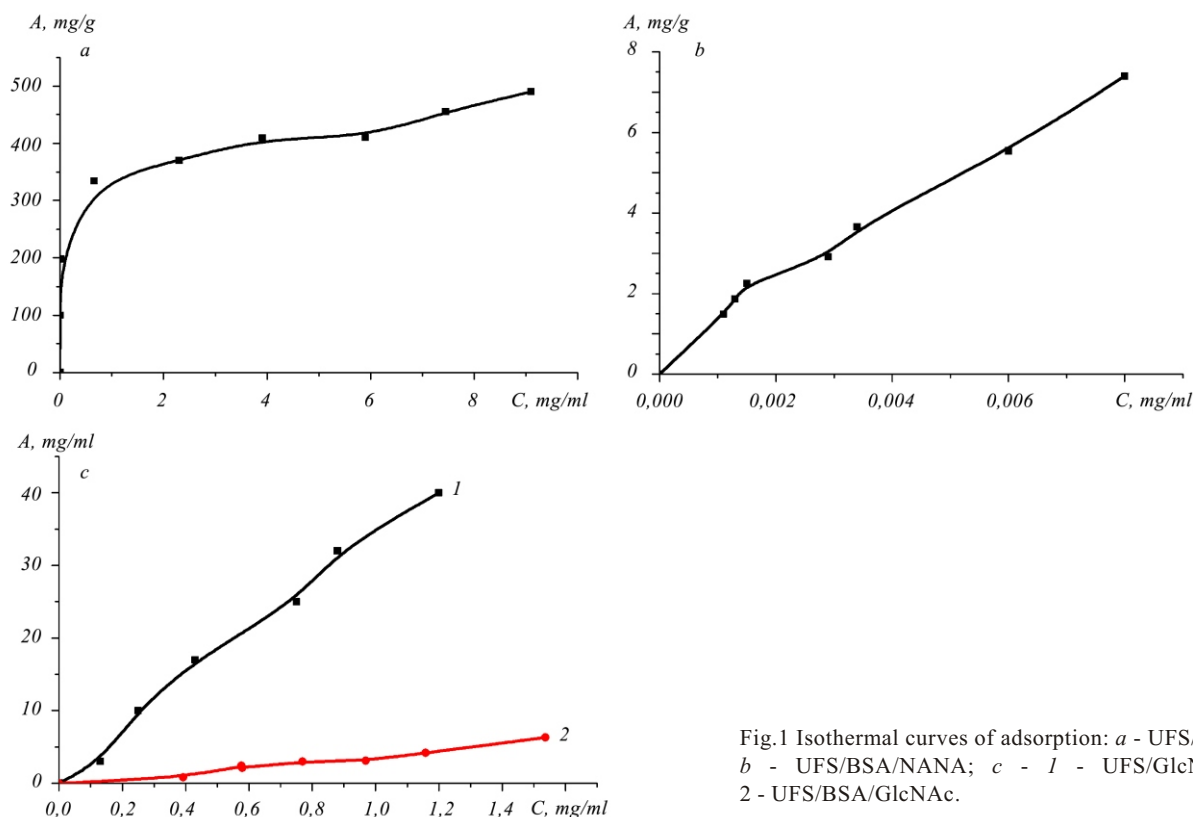 A, mg/g
a
500
400
300
200
100
0
0 2 4 6 8 C, mg/ml
A, mg/g
b
8
6
4
2
0
0,000 0,002 0,004 0,006 C, mg/ml
A, mg/ml
c
40
30
20
10
0
1
2
0,0 0,2 0,4 0,6 0,8 1,0 1,2 1,4 C, mg/ml
Fig.1 Isothermal curves of adsorption: a - UFS/
b - UFS/BSA/NANA; c - 1 - UFS/GlcN
2 - UFS/BSA/GlcNAc.